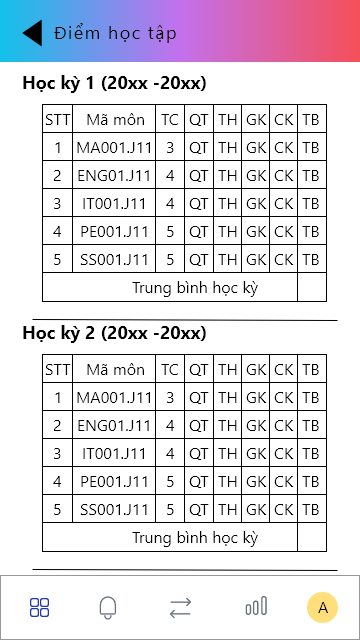 Điểm học tập
Học kỳ 1 (20xx -20xx)
STT Mã môn TC QT TH GK CK TB
1 MA001.J11 3 QT TH GK CK TB
2 ENG01.J11 4 QT TH GK CK TB
3 IT001.J11 4 QT TH GK CK TB
4 PE001.J11 5 QT TH GK CK TB
5 SS001.J11 5 QT TH GK CK TB
Trung bình học kỳ
Học kỳ 2 (20xx -20xx)
STT Mã môn TC QT TH GK CK TB
1 MA001.J11 3 QT TH GK CK TB
2 ENG01.J11 4 QT TH GK CK TB
3 IT001.J11 4 QT TH GK CK TB
4 PE001.J11 5 QT TH GK CK TB
5 SS001.J11 5 QT TH GK CK TB
Trung bình học kỳ
A